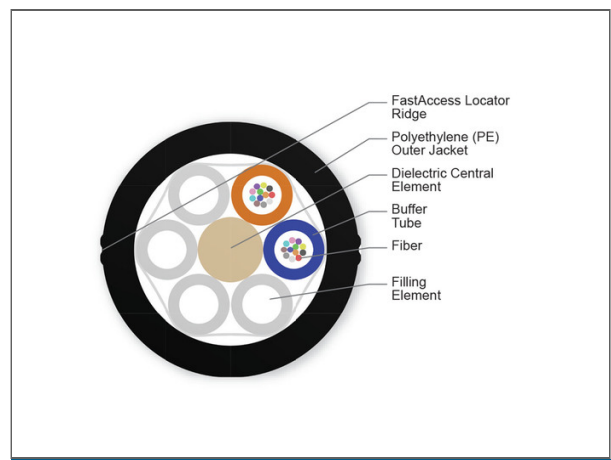 FastAccess Locator
Ridge
Polyethylene (PE)
Outer Jacket
Dielectric Central
Element
Buffer
Tube
Fiber
Filling
Element